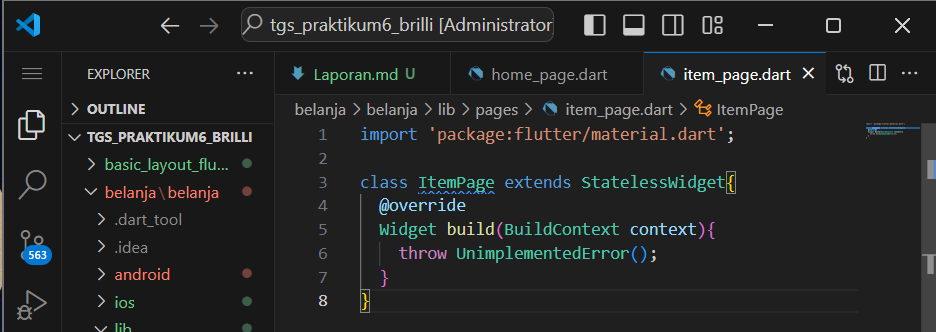 tgs_praktikum6_brilli [Administrator
EXPLORER
OUTLINE
TGS_PRAKTIKUM6_BRILLI
basic_layout_flu...
belanja\belanja
.dart_tool
.idea
android
ios
lib
563
Laporan.md U
home_page.dart
item_page.dart
belanja > belanja > lib > pages > item_page.dart > ItemPage
1 import 'package:flutter/material.dart';
2
3 class ItemPage extends StatelessWidget{
4 @override
5 Widget build(BuildContext context){
6 throw UnimplementedError();
7 }
8 }